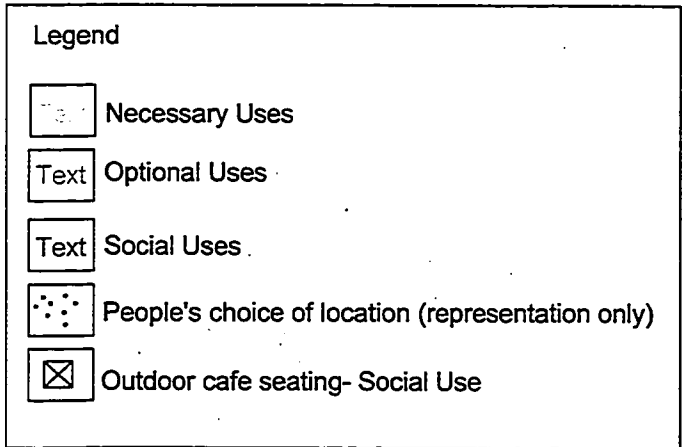 Legend
Necessary Uses
Text Optional Uses
Text Social Uses
People's choice of location (representation only)
Outdoor cafe seating- Social Use